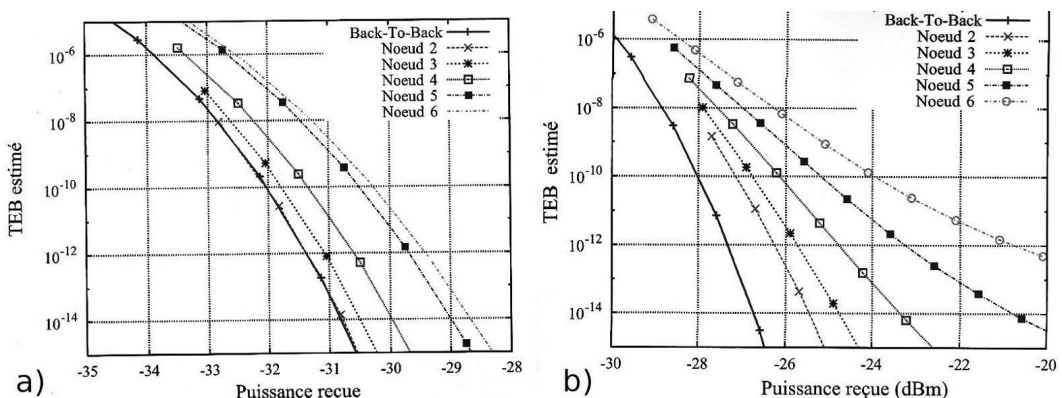 Back-To-Back
Noeud 2
Noeud 3
Noeud 4
Noeud 5
Noeud 6
10-6
10-8
10-10
10-12
10-14
TEB estimé
-35 -34 -33 -32 -31 -30 -29 -28
Puissance reçue
a)
Back-To-Back
Noeud 2
Noeud 3
Noeud 4
Noeud 5
Noeud 6
10-6
10-8
10-10
10-12
10-14
TEB estimé
-30 -28 -26 -24 -22 -20
Puissance reçue (dBm)
b)